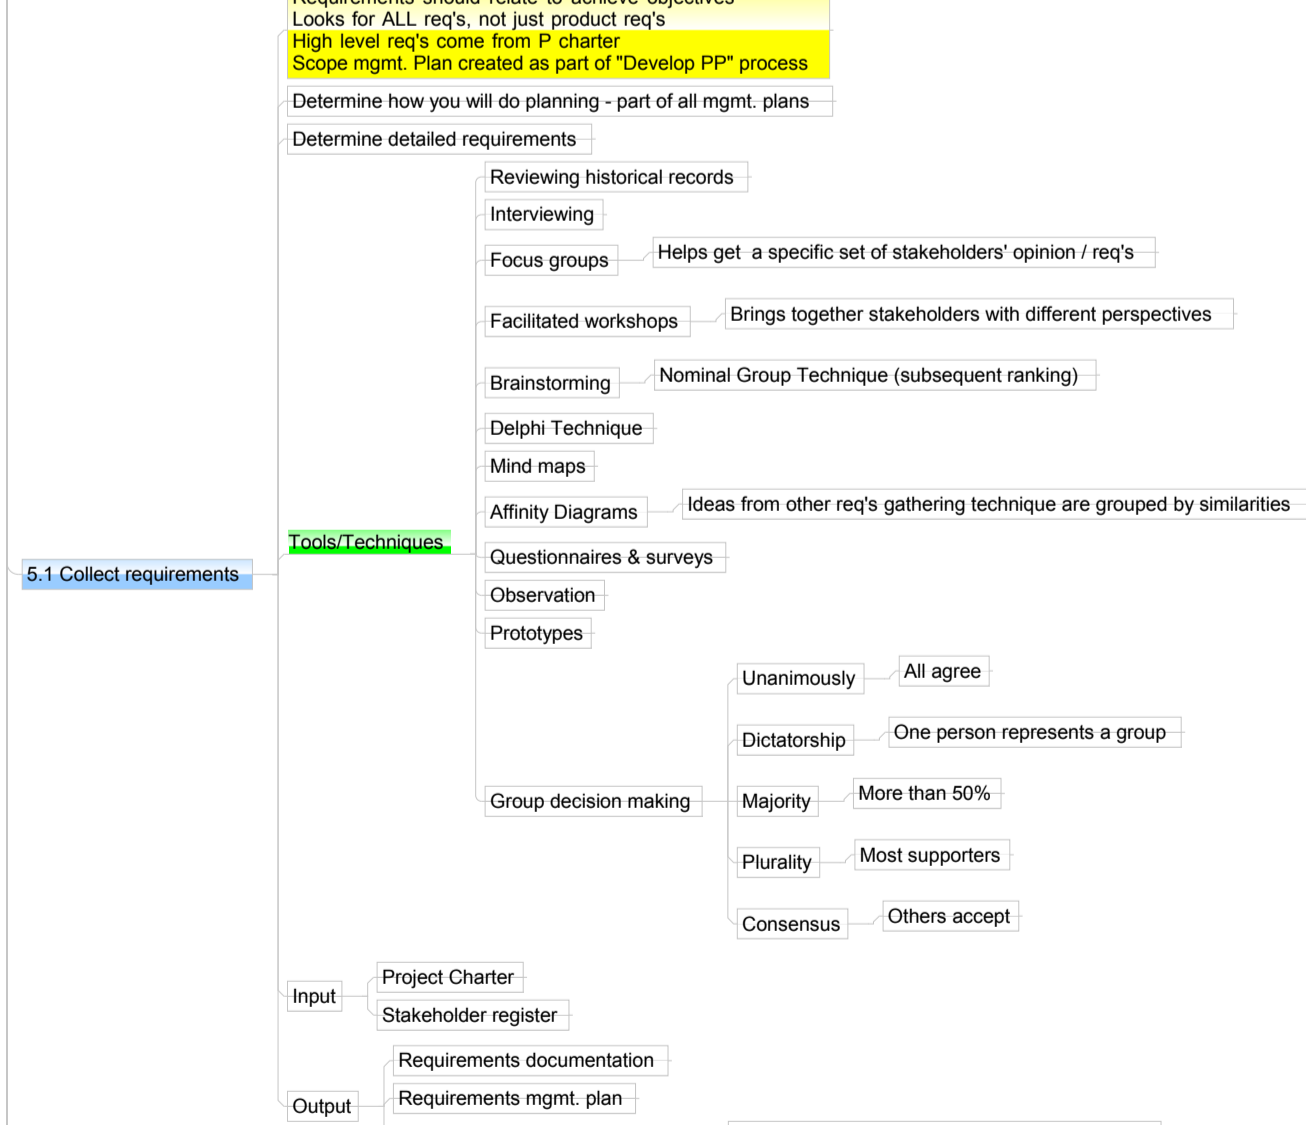 Requirements should relate to achieve objectives
Looks for ALL req's, not just product req's
High level req's come from P charter
Scope mgmt. Plan created as part of "Develop PP" process
Determine how you will do planning - part of all mgmt. plans
Determine detailed requirements
5.1 Collect requirements
Tools/Techniques
Reviewing historical records
Interviewing
Focus groups
Helps get a specific set of stakeholders' opinion / req's
Facilitated workshops
Brings together stakeholders with different perspectives
Brainstorming
Nominal Group Technique (subsequent ranking)
Delphi Technique
Mind maps
Affinity Diagrams
Ideas from other req's gathering technique are grouped by similarities
Questionnaires & surveys
Observation
Prototypes
Group decision making
Unanimously
All agree
Dictatorship
One person represents a group
Majority
More than 50%
Plurality
Most supporters
Consensus
Others accept
Input
Project Charter
Stakeholder register
Output
Requirements documentation
Requirements mgmt. plan